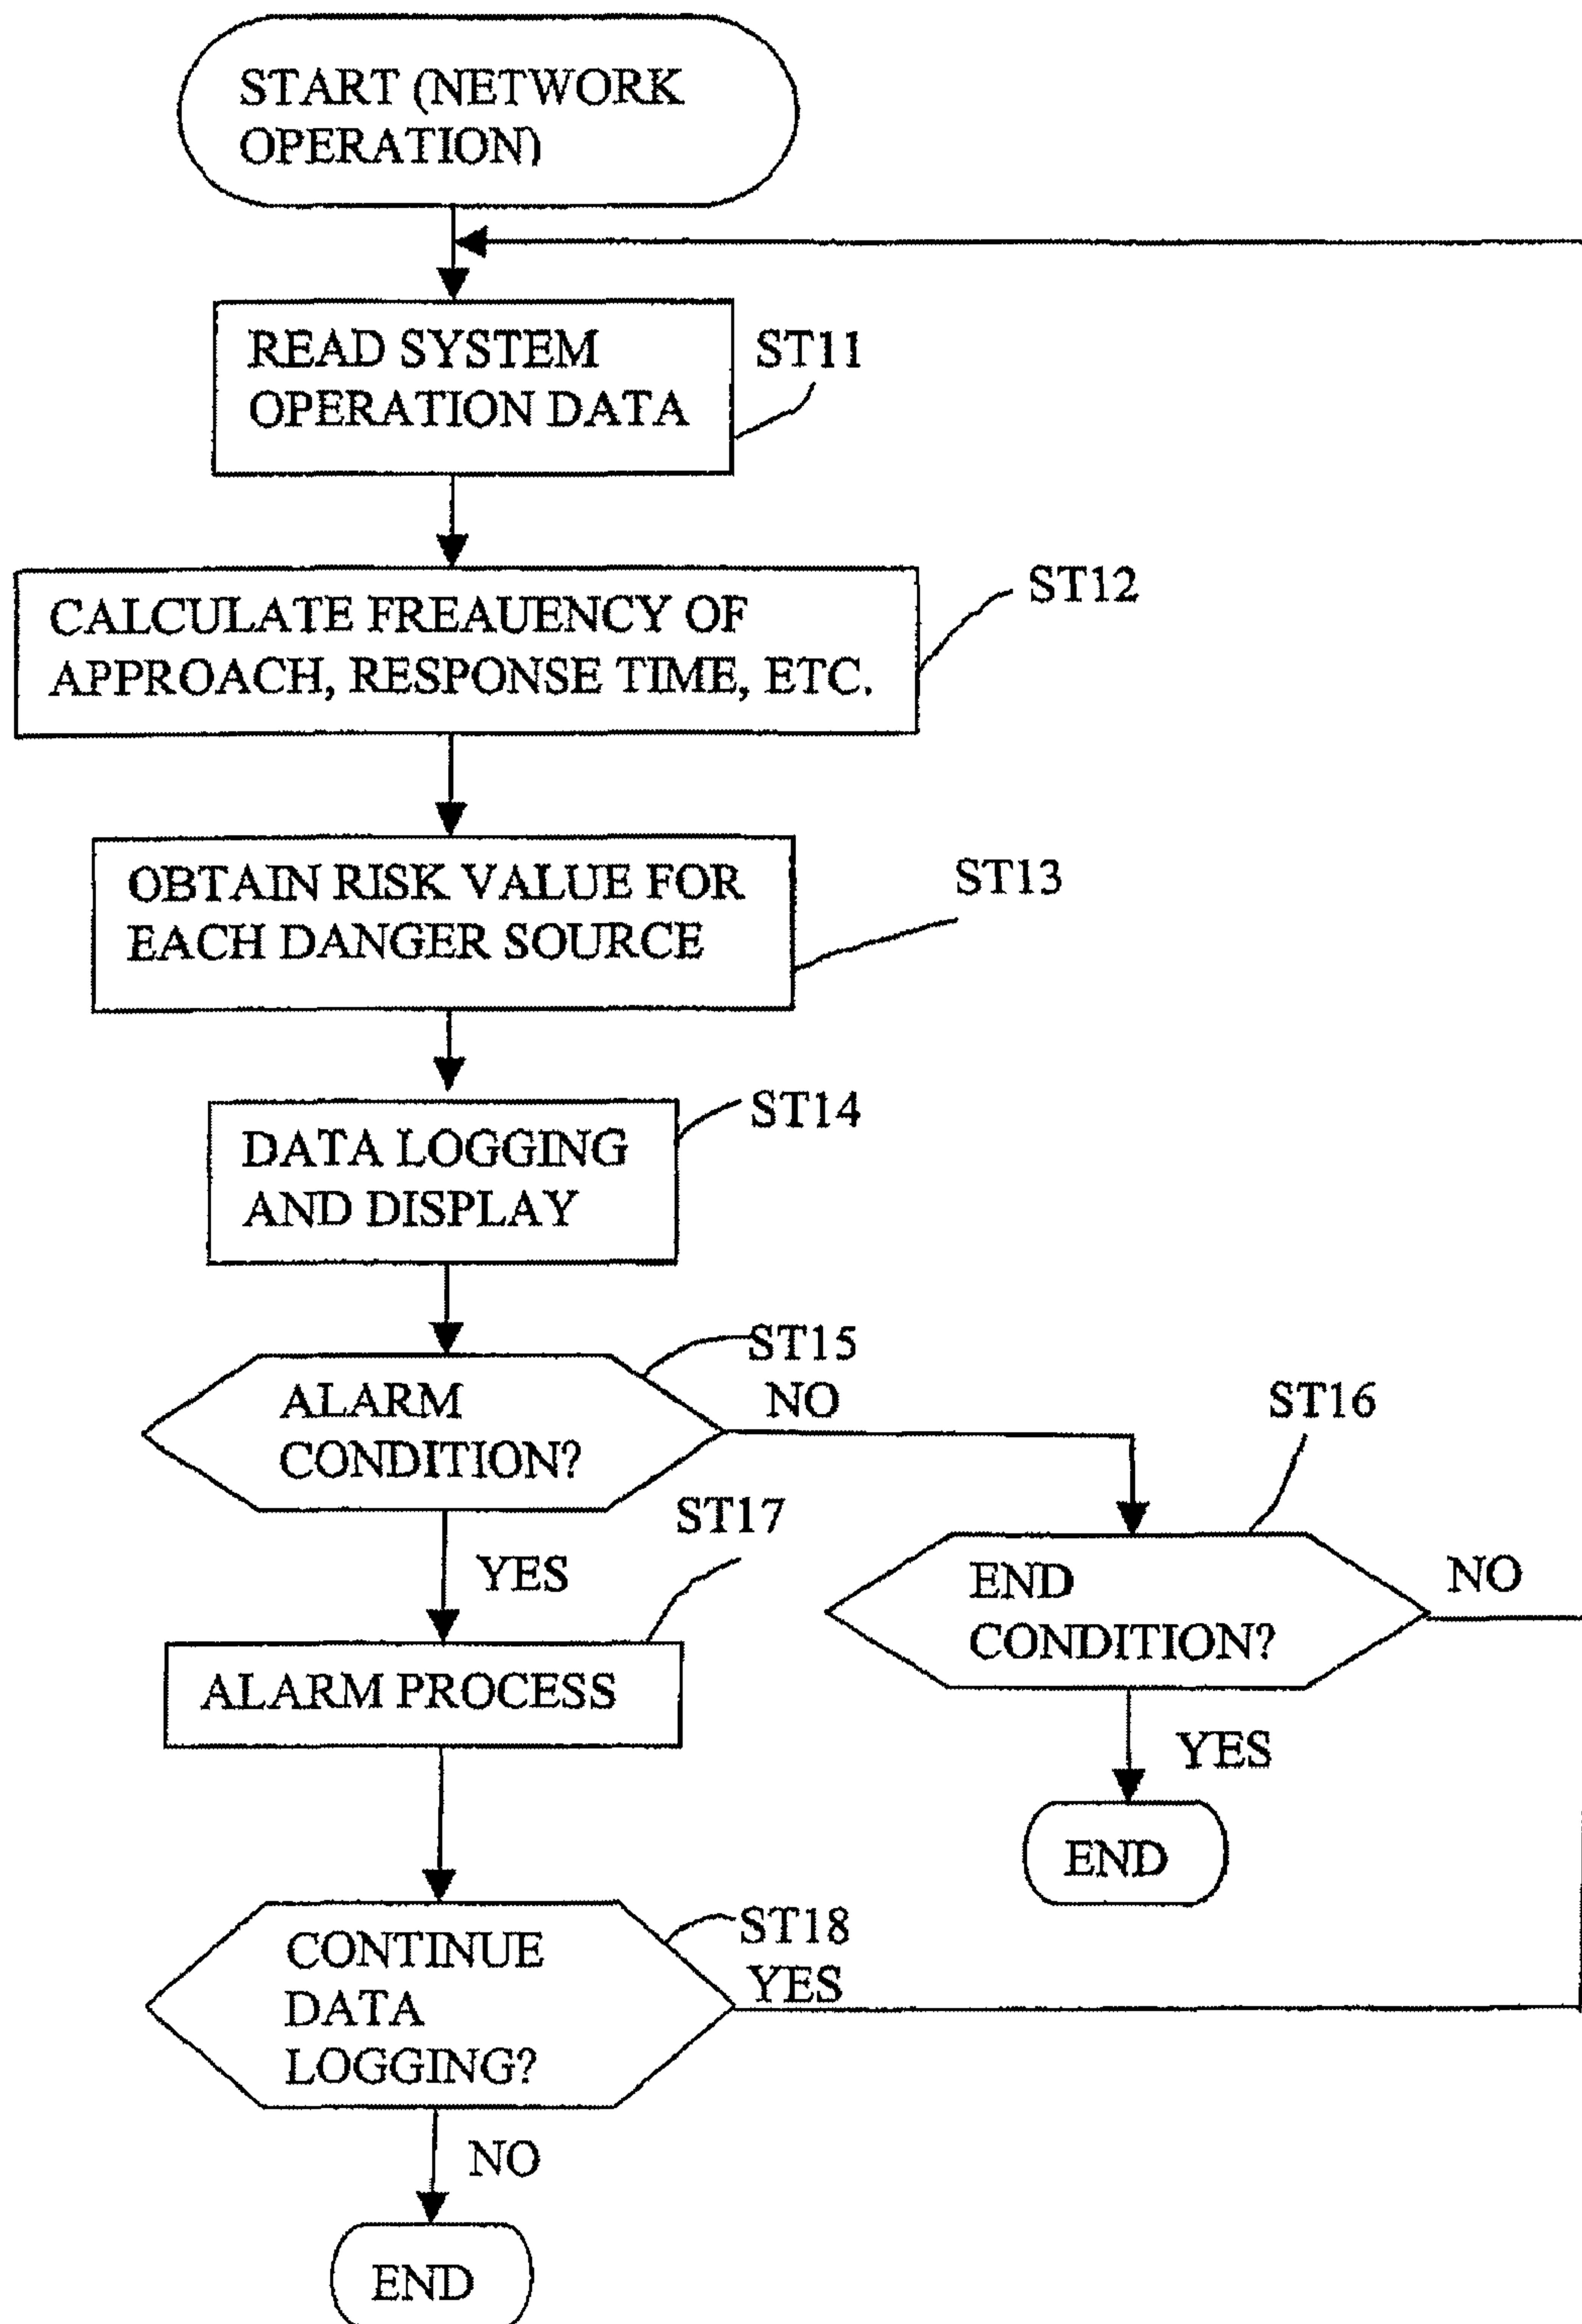 START (NETWORK
OPERATION)
READ SYSTEM
OPERATION DATA
ST11
CALCULATE FREAUENCY OF
APPROACH, RESPONSE TIME, ETC.
ST12
OBTAIN RISK VALUE FOR
EACH DANGER SOURCE
ST13
DATA LOGGING
AND DISPLAY
ST14
ALARM
CONDITION?
ST15
NO
YES
ST16
END
CONDITION?
NO
YES
END
ST17
ALARM PROCESS
CONTINUE
DATA
LOGGING?
ST18
YES
NO
END